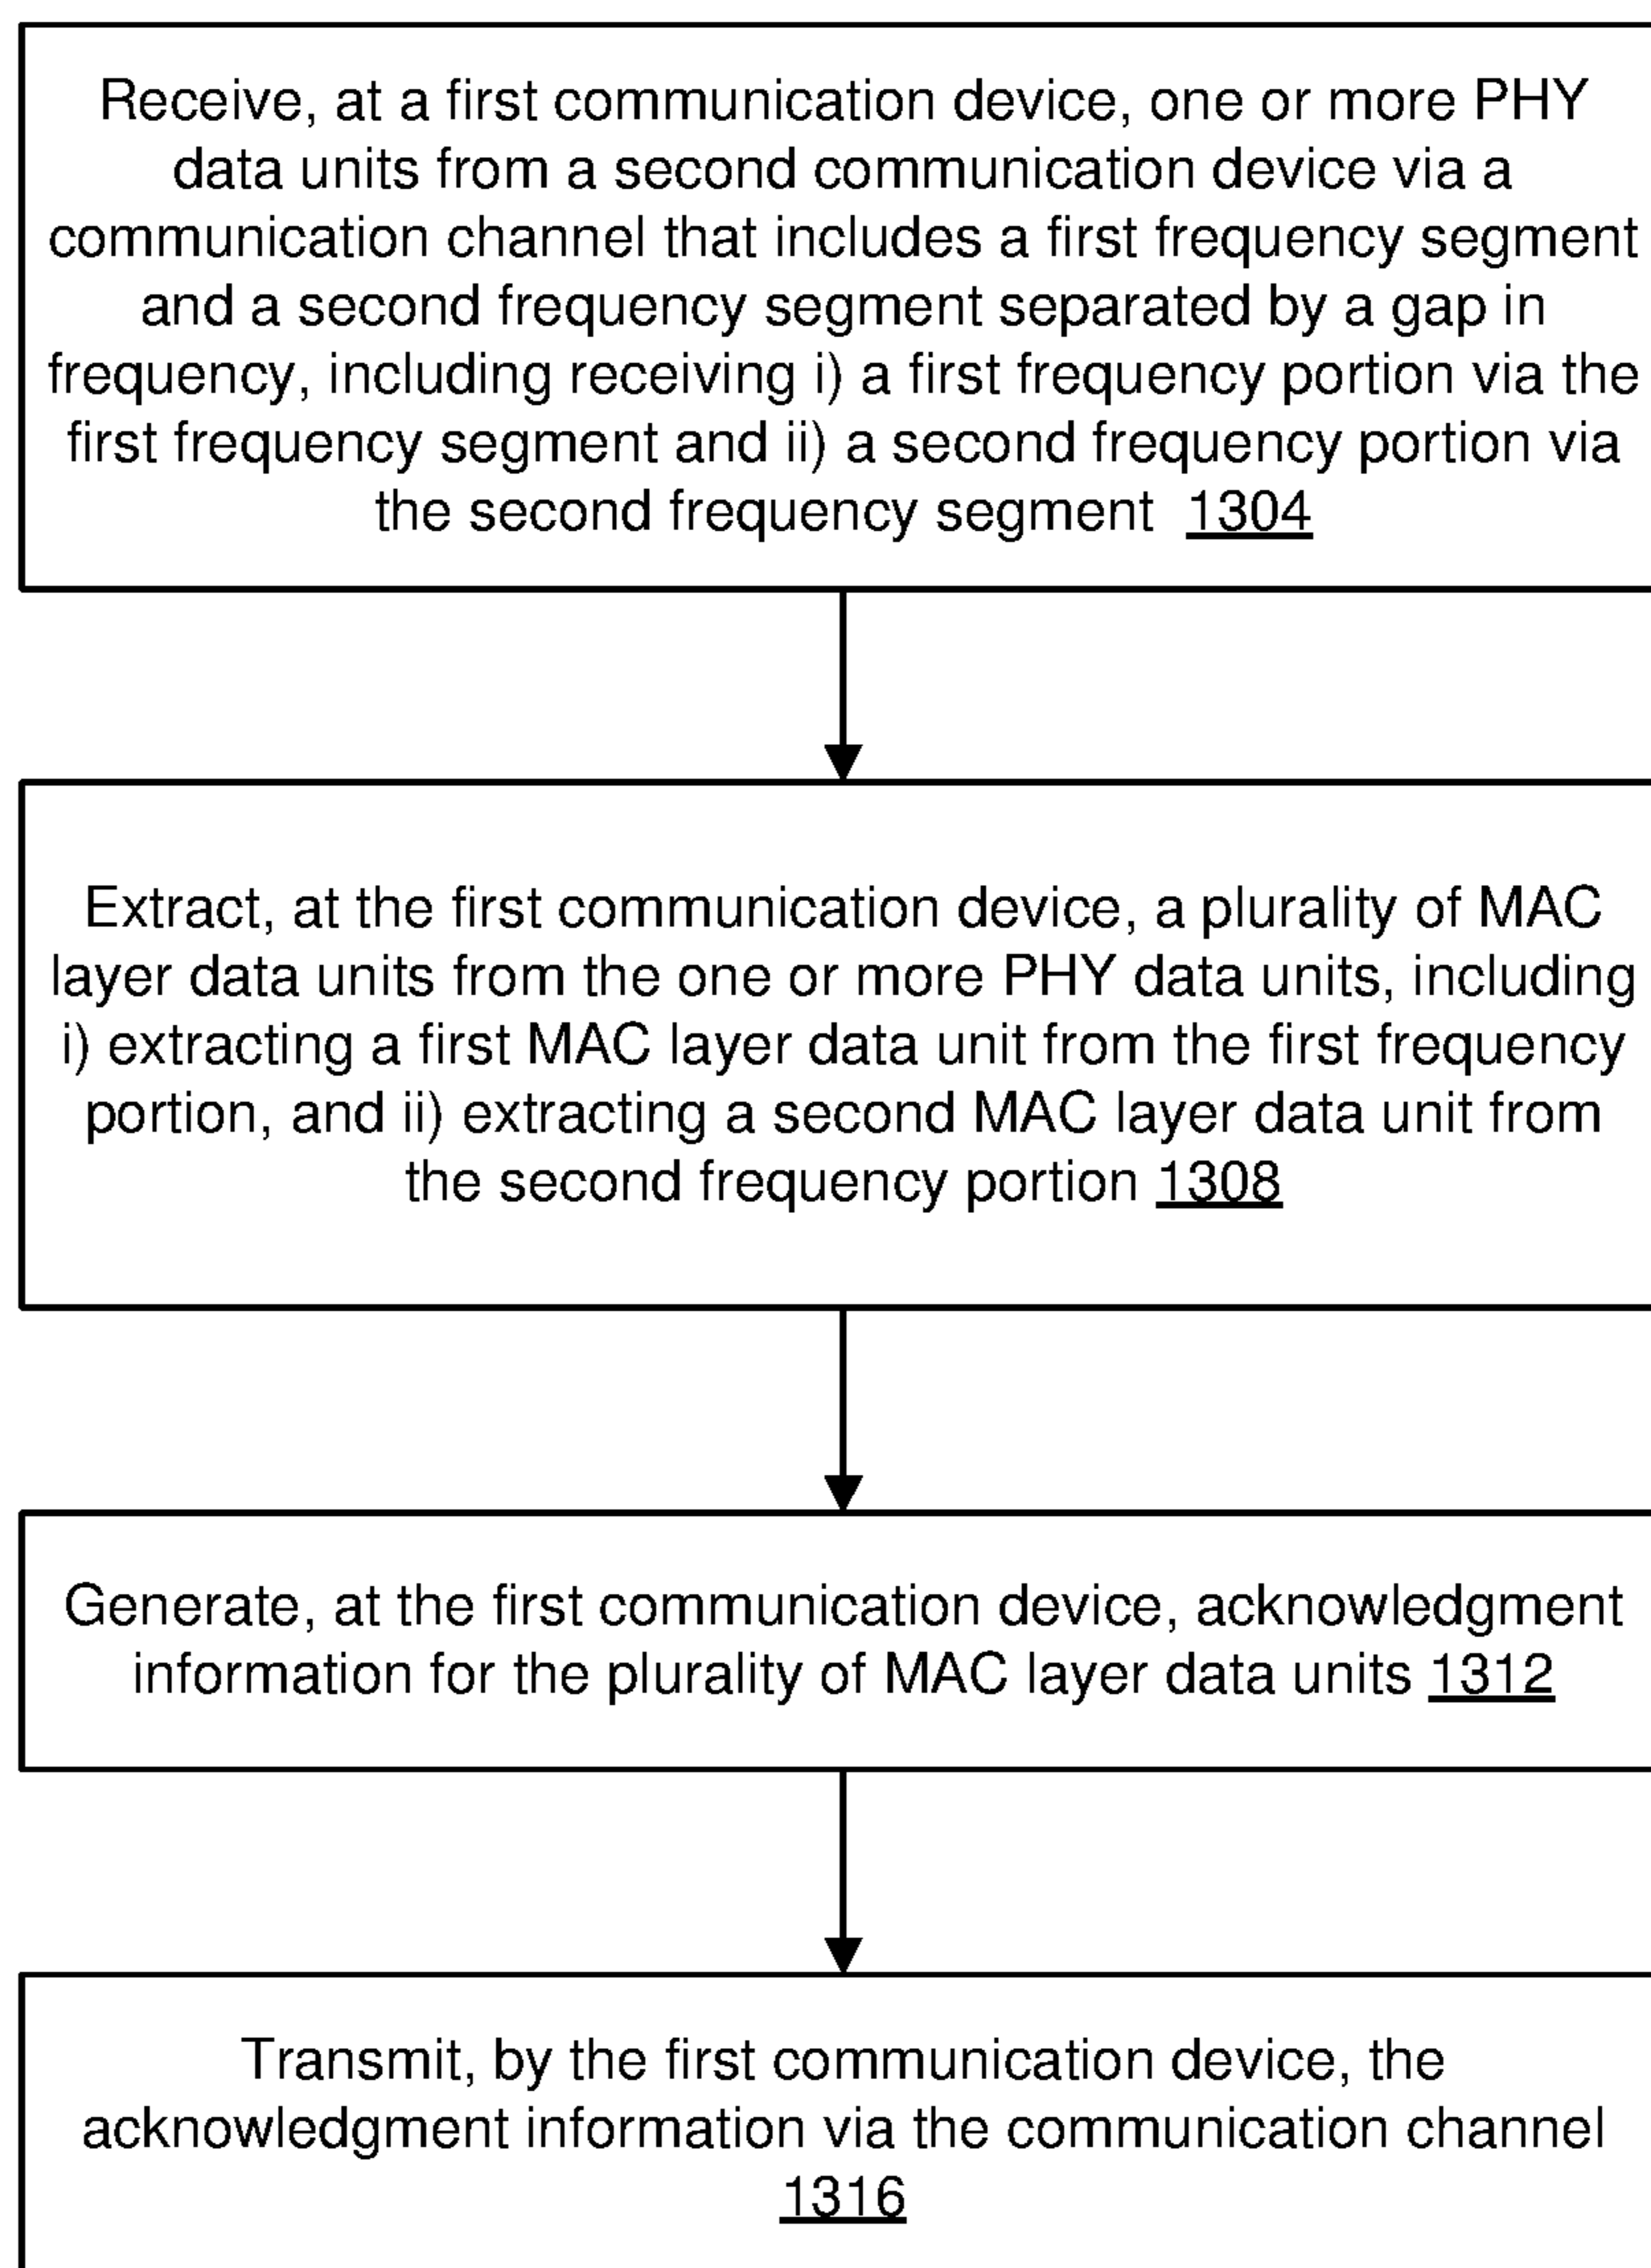 Receive, at a first communication device, one or more PHY
data units from a second communication device via a
communication channel that includes a first frequency segment
and a second frequency segment separated by a gap in
frequency, including receiving i) a first frequency portion via the
first frequency segment and ii) a second frequency portion via
the second frequency segment 1304
Extract, at the first communication device, a plurality of MAC
layer data units from the one or more PHY data units, including
i) extracting a first MAC layer data unit from the first frequency
portion, and ii) extracting a second MAC layer data unit from
the second frequency portion 1308
Generate, at the first communication device, acknowledgment
information for the plurality of MAC layer data units 1312
Transmit, by the first communication device, the
acknowledgment information via the communication channel
1316